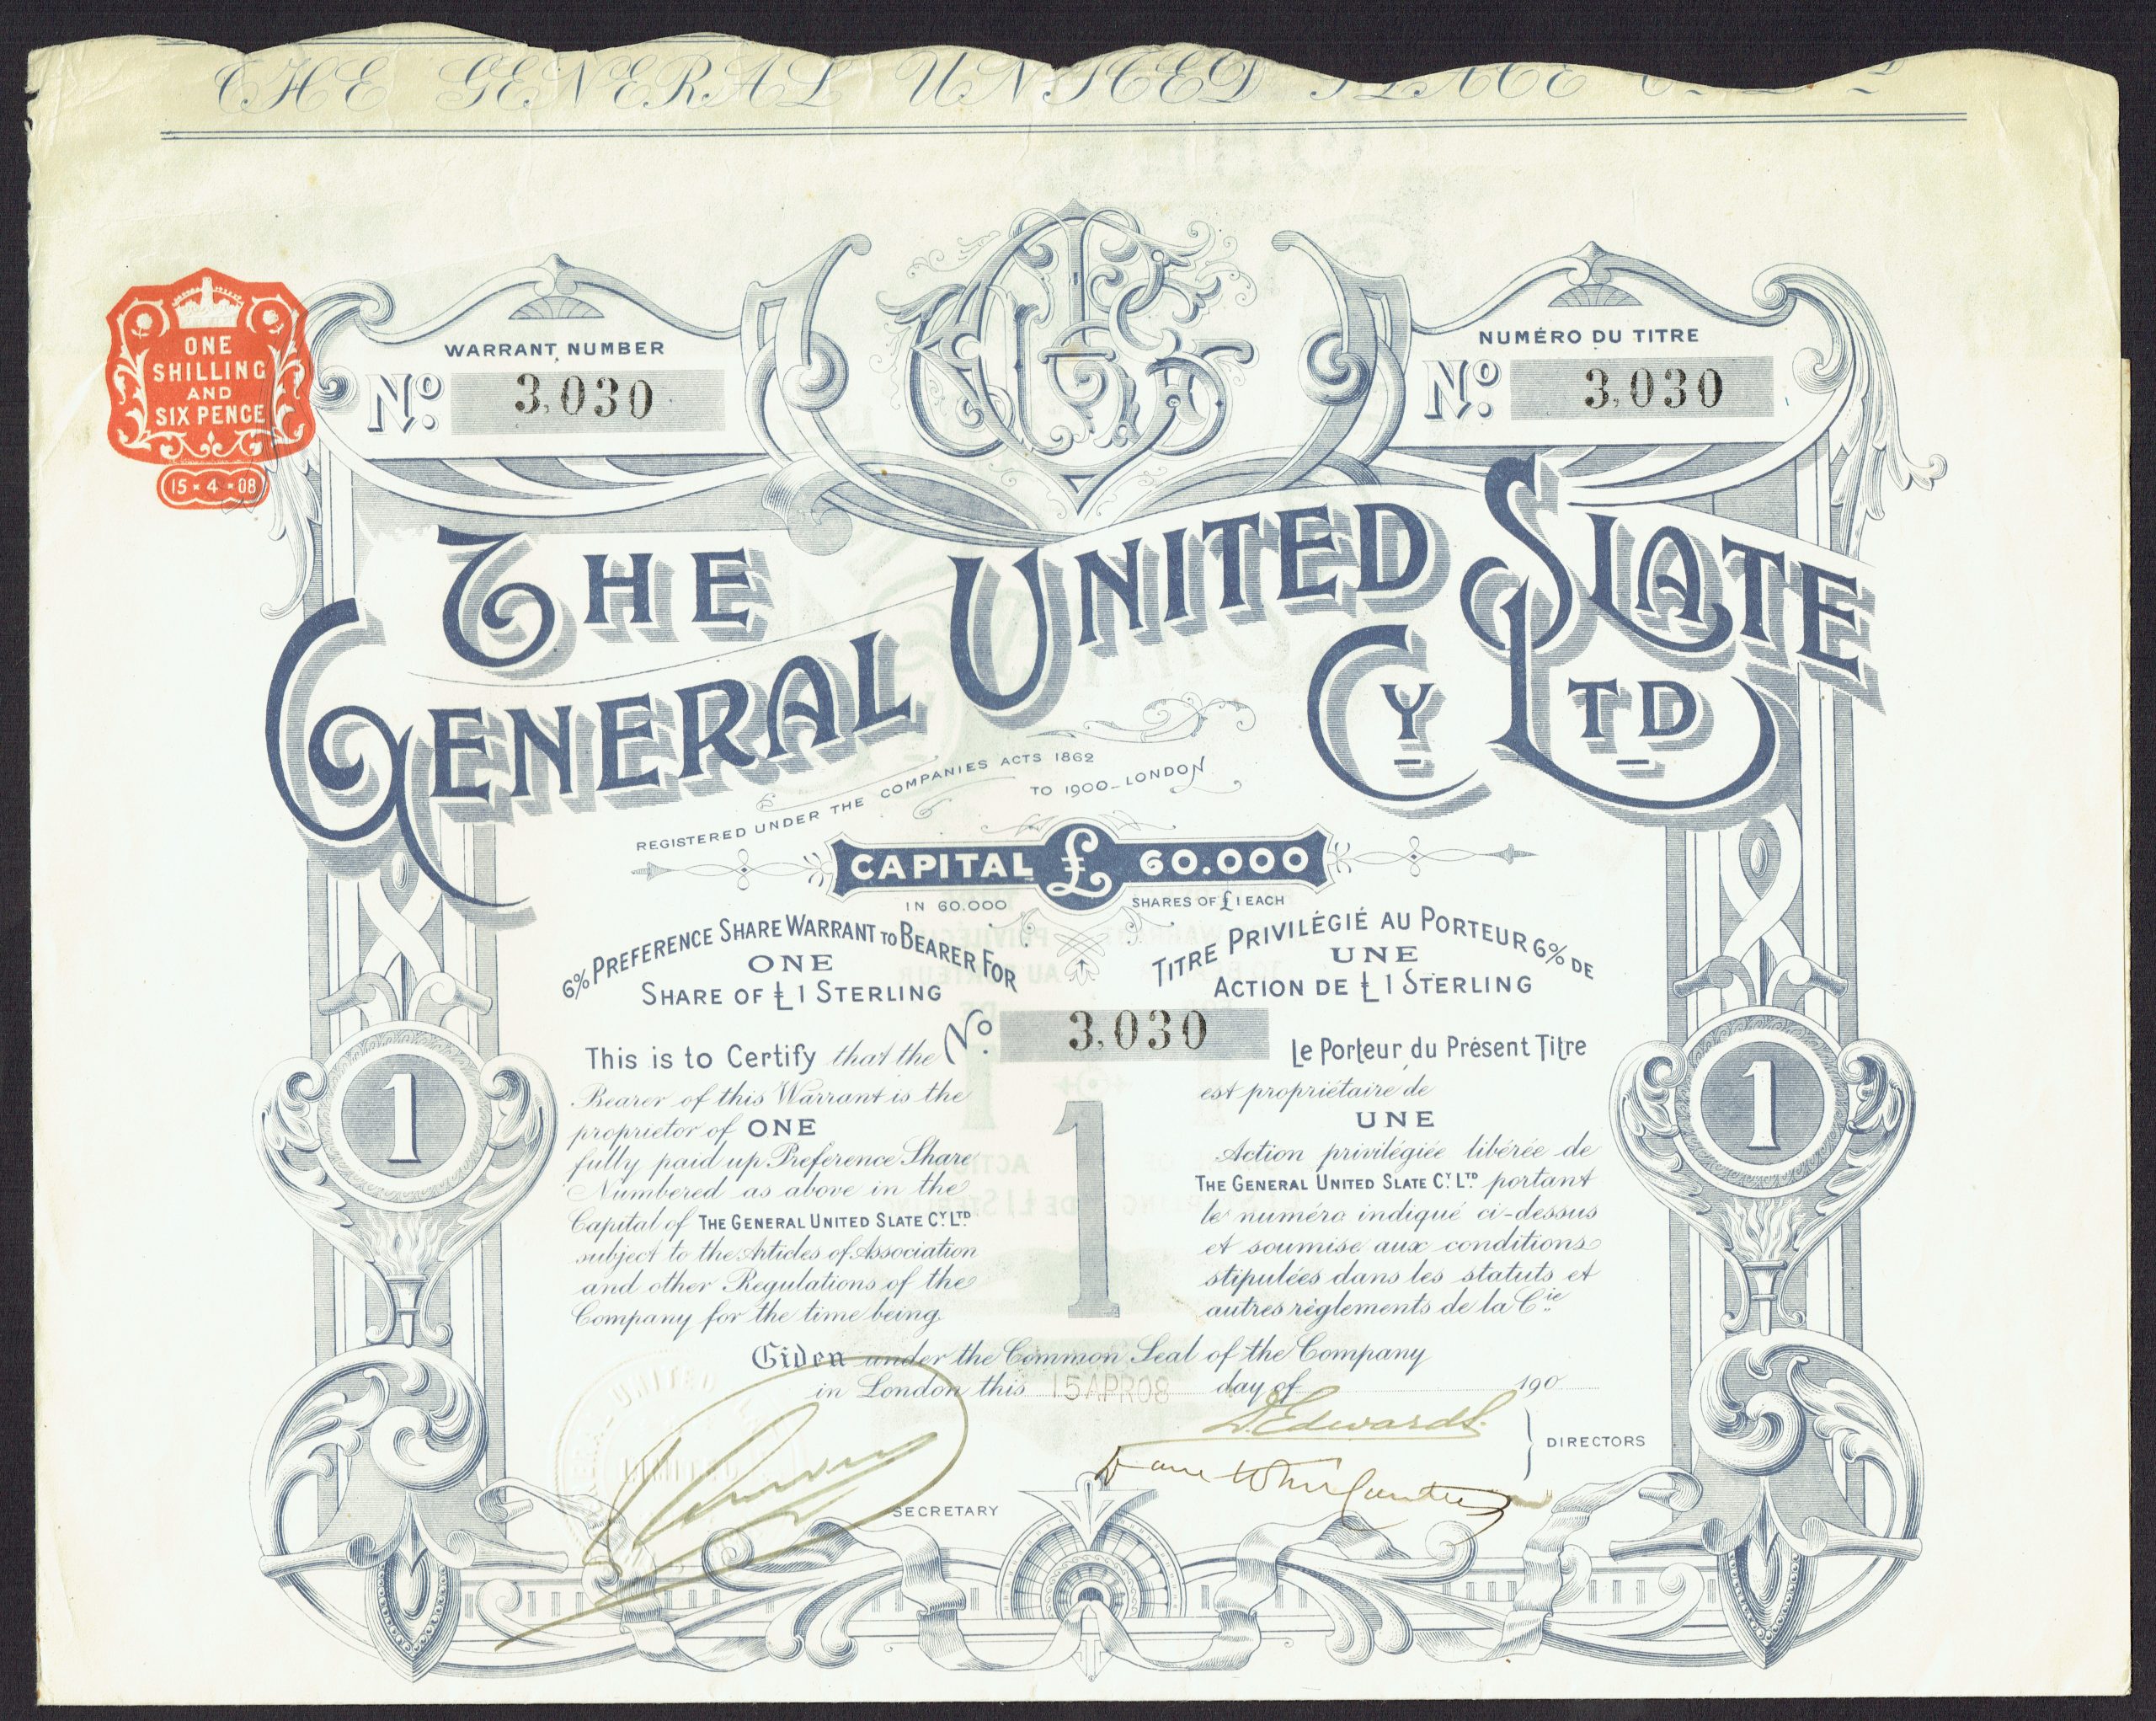 THE GENERAL UNITED SLATE
ONE
SHILLING
AND
SIX PENCE
15 × 4 × 08
WARRANT NUMBER
Nº 3,030
NUMÉRO DU TITRE
Nº 3,030
THE
GENERAL UNITED SLATE
CY LTD
REGISTERED UNDER THE COMPANIES ACTS 1862
TO 1900 – LONDON
CAPITAL £ 60.000
IN 60.000 SHARES OF £1 EACH
6% PREFERENCE SHARE WARRANT TO BEARER FOR
ONE
SHARE OF £1 STERLING
TITRE PRIVILÉGIÉ AU PORTEUR 6% DE
UNE
ACTION DE £1 STERLING
Nº 3,030
This is to Certify that the
Bearer of this Warrant is the
proprietor of ONE
fully paid up Preference Share
Numbered as above in the
Capital of THE GENERAL UNITED SLATE CY. LTD.
subject to the Articles of Association
and other Regulations of the
Company for the time being.
1
Le Porteur du Présent Titre
est propriétaire de
UNE
Action privilégiée libérée de
THE GENERAL UNITED SLATE CY. LTD. portant
le numéro indiqué ci-dessus
et soumise aux conditions
stipulées dans les statuts et
autres règlements de la Cie
1
1
Given under the Common Seal of the Company
in London this 15 APR 08 day of 190
D. Edwards
DIRECTORS
SECRETARY